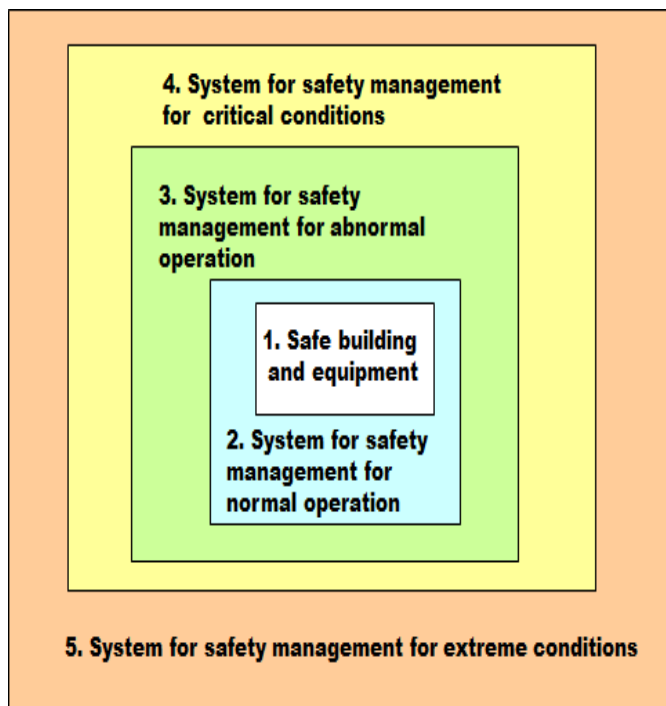 4. System for safety management
for critical conditions
3. System for safety
management for abnormal
operation
1. Safe building
and equipment
2. System for safety
management for
normal operation
5. System for safety management for extreme conditions